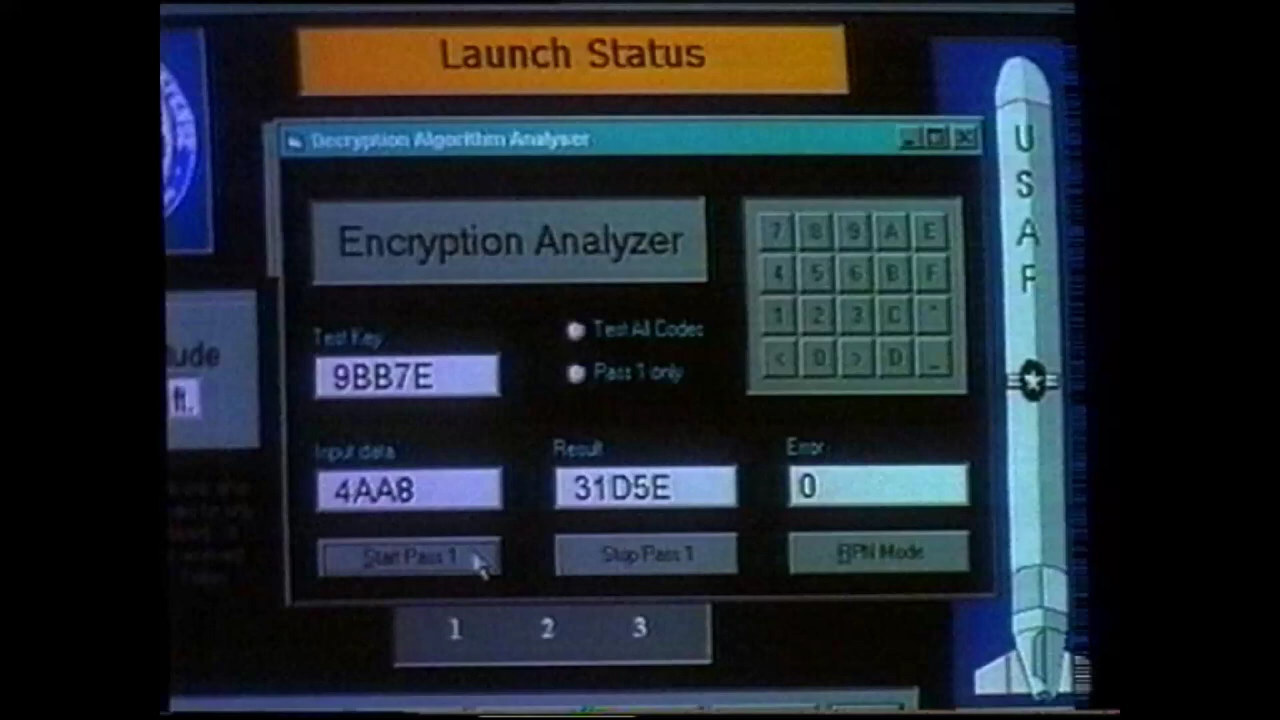 Launch Status
Decryption Algorithm Analyser
Encryption Analyzer
7 8 9 A E
4 5 6 B F
1 2 3 C ^
< 0 > D _
Test Key
9BB7E
Test All Codes
Pass 1 only
Input data
4AA8
Result
31D5E
Error
0
Start Pass 1
Stop Pass 1
RPN Mode
1 2 3
ft.
USAF